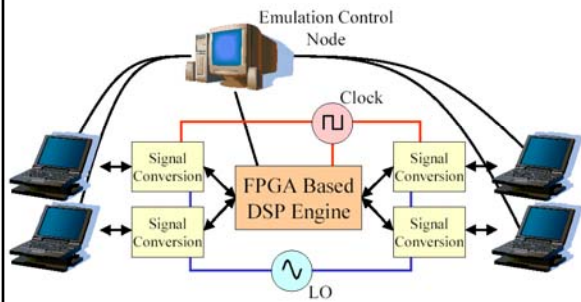 Emulation Control
Node
Clock
Signal
Conversion
FPGA Based
DSP Engine
Signal
Conversion
Signal
Conversion
Signal
Conversion
LO